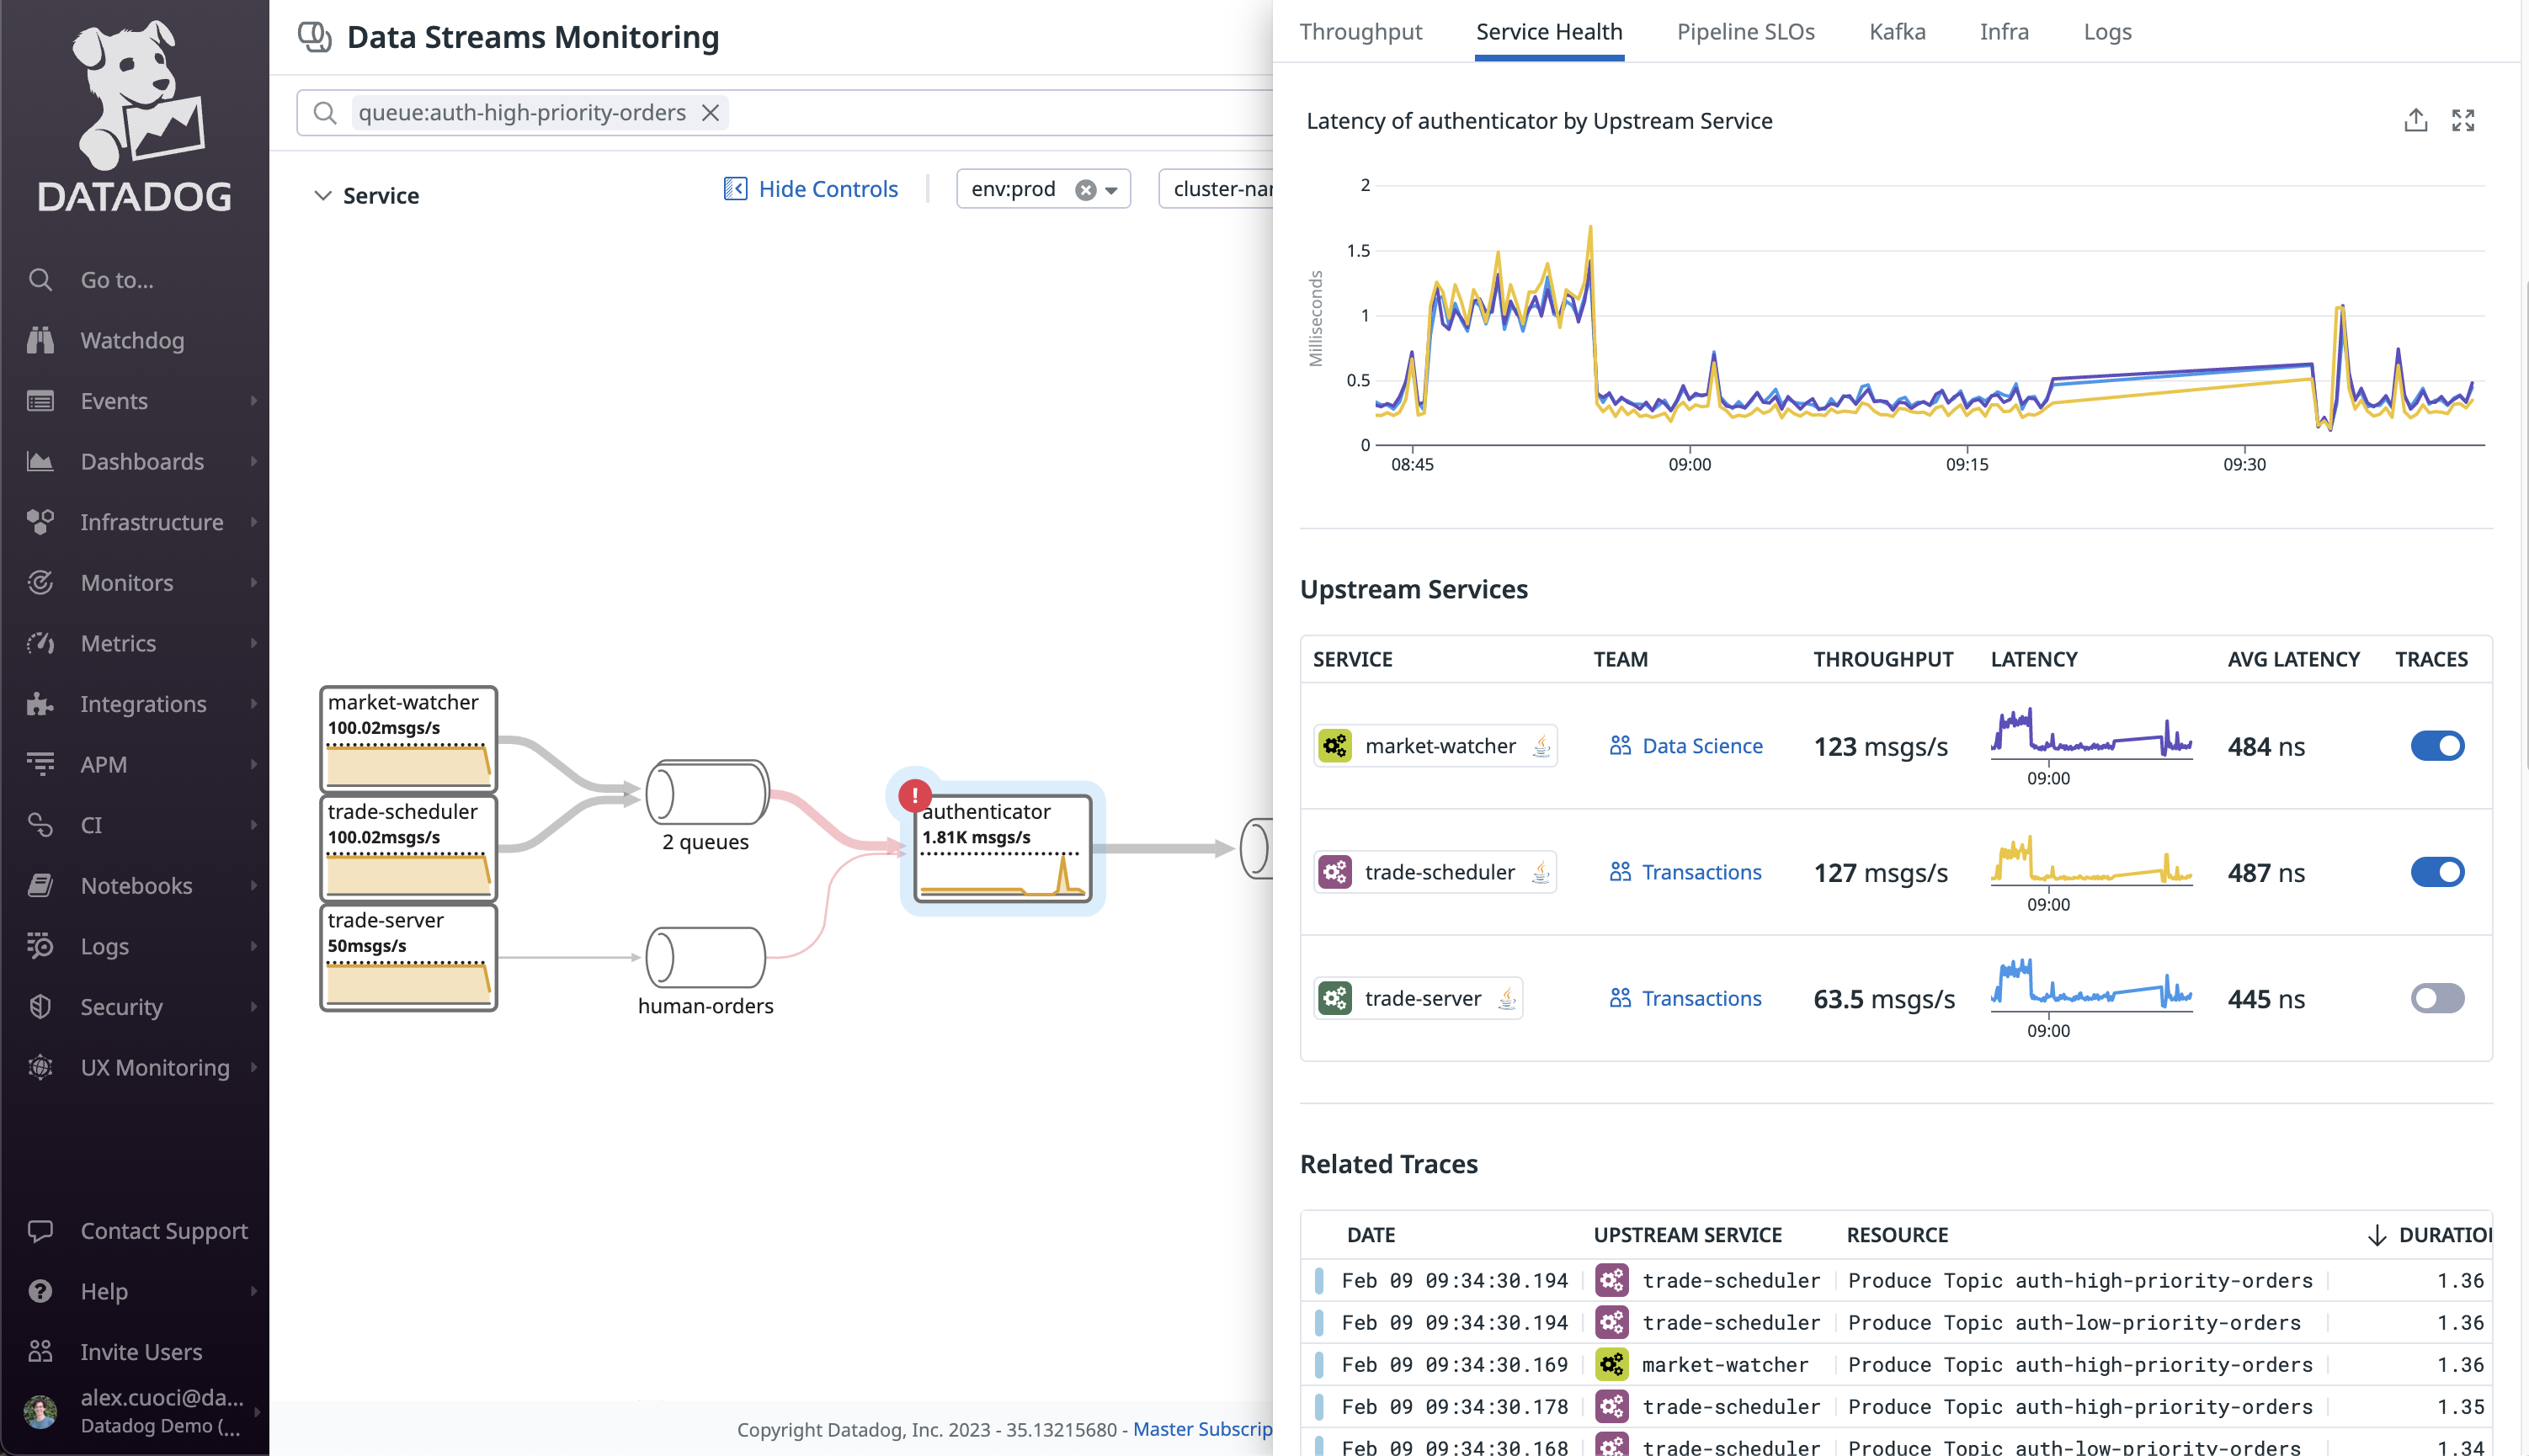 DATADOG
Go to...
Watchdog
Events
Dashboards
Infrastructure
Monitors
Metrics
Integrations
APM
CI
Notebooks
Logs
Security
UX Monitoring
Contact Support
Help
Invite Users
alex.cuoci@da...
Datadog Demo (...
Data Streams Monitoring
queue:auth-high-priority-orders
Service
Hide Controls
env:prod
cluster-nar
market-watcher
100.02msgs/s
trade-scheduler
100.02msgs/s
trade-server
50msgs/s
2 queues
human-orders
!
authenticator
1.81K msgs/s
Copyright Datadog, Inc. 2023 - 35.13215680 - Master Subscrip
Throughput Service Health Pipeline SLOs Kafka Infra Logs
Latency of authenticator by Upstream Service
Milliseconds
2
1.5
1
0.5
0
08:45 09:00 09:15 09:30
Upstream Services
SERVICE TEAM THROUGHPUT LATENCY AVG LATENCY TRACES
market-watcher Data Science 123 msgs/s 484 ns
09:00
trade-scheduler Transactions 127 msgs/s 487 ns
09:00
trade-server Transactions 63.5 msgs/s 445 ns
09:00
Related Traces
DATE UPSTREAM SERVICE RESOURCE DURATION
Feb 09 09:34:30.194 trade-scheduler Produce Topic auth-high-priority-orders 1.36
Feb 09 09:34:30.194 trade-scheduler Produce Topic auth-low-priority-orders 1.36
Feb 09 09:34:30.169 market-watcher Produce Topic auth-high-priority-orders 1.36
Feb 09 09:34:30.178 trade-scheduler Produce Topic auth-high-priority-orders 1.35
Feb 09 09:34:30.168 trade-scheduler Produce Topic auth-low-priority-orders 1.34